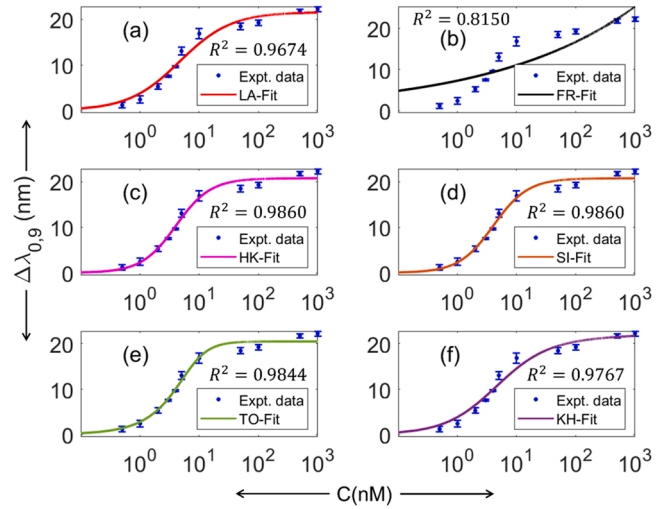 (a)
R² = 0.9674
Expt. data
LA-Fit
20
10
0
10⁰ 10¹ 10² 10³
R² = 0.8150
(b)
Expt. data
FR-Fit
20
10
0
10⁰ 10¹ 10² 10³
(c)
R² = 0.9860
Expt. data
HK-Fit
20
10
0
10⁰ 10¹ 10² 10³
(d)
R² = 0.9860
Expt. data
SI-Fit
20
10
0
10⁰ 10¹ 10² 10³
(e)
R² = 0.9844
Expt. data
TO-Fit
20
10
0
10⁰ 10¹ 10² 10³
(f)
R² = 0.9767
Expt. data
KH-Fit
20
10
0
10⁰ 10¹ 10² 10³
Δλ0,9 (nm)
C(nM)